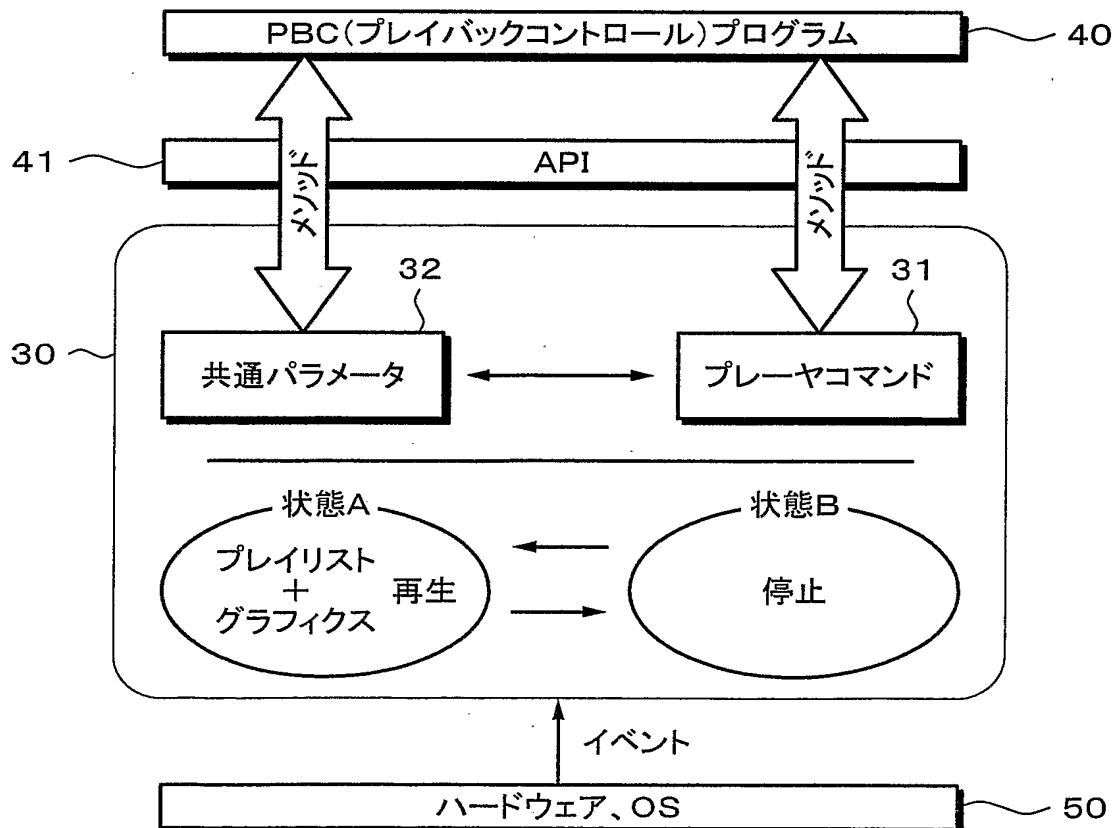 PBC(プレイバックコントロール)プログラム
40
41
API
メソッド
メソッド
32
31
30
共通パラメータ
プレーヤコマンド
状態A
状態B
プレイリスト
+
グラフィクス
再生
停止
イベント
ハードウェア、OS
50